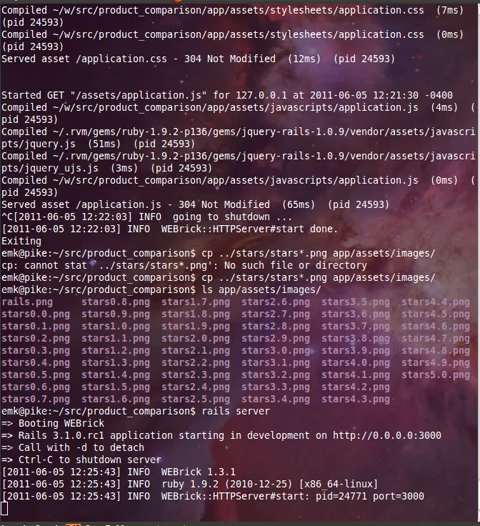 Compiled ~/w/src/product_comparison/app/assets/stylesheets/application.css  (7ms)
(pid 24593)
Compiled ~/w/src/product_comparison/app/assets/stylesheets/application.css  (0ms)
(pid 24593)
Served asset /application.css - 304 Not Modified  (12ms)  (pid 24593)
Started GET "/assets/application.js" for 127.0.0.1 at 2011-06-05 12:21:30 -0400
Compiled ~/w/src/product_comparison/app/assets/javascripts/application.js  (4ms)  (
pid 24593)
Compiled ~/.rvm/gems/ruby-1.9.2-p136/gems/jquery-rails-1.0.9/vendor/assets/javascri
pts/jquery.js  (51ms)  (pid 24593)
Compiled ~/.rvm/gems/ruby-1.9.2-p136/gems/jquery-rails-1.0.9/vendor/assets/javascri
pts/jquery_ujs.js  (3ms)  (pid 24593)
Compiled ~/w/src/product_comparison/app/assets/javascripts/application.js  (0ms)  (
pid 24593)
Served asset /application.js - 304 Not Modified  (65ms)  (pid 24593)
^C[2011-06-05 12:22:03] INFO  going to shutdown ...
[2011-06-05 12:22:03] INFO  WEBrick::HTTPServer#start done.
Exiting
emk@pike:~/w/src/product_comparison$ cp ../stars/stars*.png app/assets/images/
cp: cannot stat `../stars/stars*.png': No such file or directory
emk@pike:~/w/src/product_comparison$ cp ../stars/stars*.png app/assets/images/
emk@pike:~/w/src/product_comparison$ ls app/assets/images/
rails.png     stars0.8.png  stars1.7.png  stars2.6.png  stars3.5.png  stars4.4.png
stars0.0.png  stars0.9.png  stars1.8.png  stars2.7.png  stars3.6.png  stars4.5.png
stars0.1.png  stars1.0.png  stars1.9.png  stars2.8.png  stars3.7.png  stars4.6.png
stars0.2.png  stars1.1.png  stars2.0.png  stars2.9.png  stars3.8.png  stars4.7.png
stars0.3.png  stars1.2.png  stars2.1.png  stars3.0.png  stars3.9.png  stars4.8.png
stars0.4.png  stars1.3.png  stars2.2.png  stars3.1.png  stars4.0.png  stars4.9.png
stars0.5.png  stars1.4.png  stars2.3.png  stars3.2.png  stars4.1.png  stars5.0.png
stars0.6.png  stars1.5.png  stars2.4.png  stars3.3.png  stars4.2.png
stars0.7.png  stars1.6.png  stars2.5.png  stars3.4.png  stars4.3.png
emk@pike:~/w/src/product_comparison$ rails server
=> Booting WEBrick
=> Rails 3.1.0.rc1 application starting in development on http://0.0.0.0:3000
=> Call with -d to detach
=> Ctrl-C to shutdown server
[2011-06-05 12:25:43] INFO  WEBrick 1.3.1
[2011-06-05 12:25:43] INFO  ruby 1.9.2 (2010-12-25) [x86_64-linux]
[2011-06-05 12:25:43] INFO  WEBrick::HTTPServer#start: pid=24771 port=3000